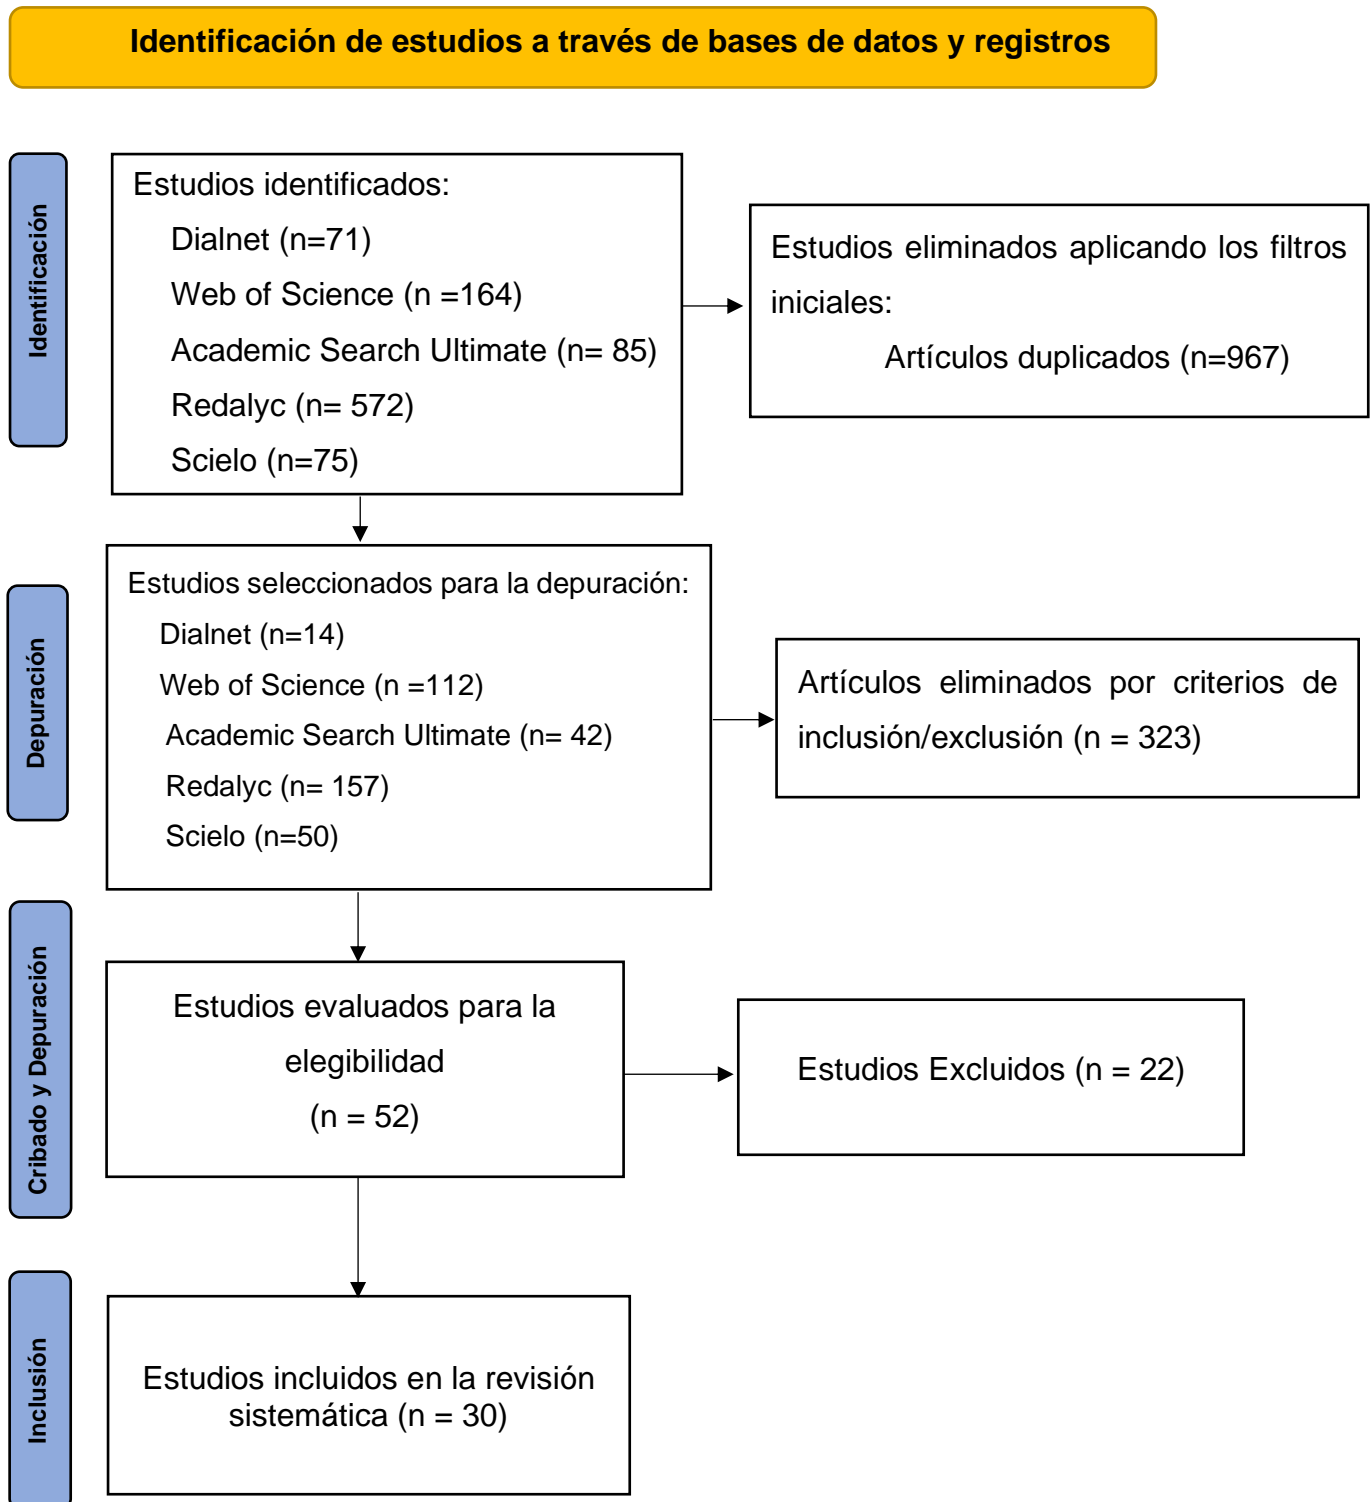 Identificación de estudios a través de bases de datos y registros
Identificación
Estudios identificados:
Dialnet (n=71)
Web of Science (n =164)
Academic Search Ultimate (n= 85)
Redalyc (n= 572)
Scielo (n=75)
Estudios eliminados aplicando los filtros
iniciales:
Artículos duplicados (n=967)
Depuración
Estudios seleccionados para la depuración:
Dialnet (n=14)
Web of Science (n =112)
Academic Search Ultimate (n= 42)
Redalyc (n= 157)
Scielo (n=50)
Artículos eliminados por criterios de
inclusión/exclusión (n = 323)
Cribado y Depuración
Estudios evaluados para la
elegibilidad
(n = 52)
Estudios Excluidos (n = 22)
Inclusión
Estudios incluidos en la revisión
sistemática (n = 30)